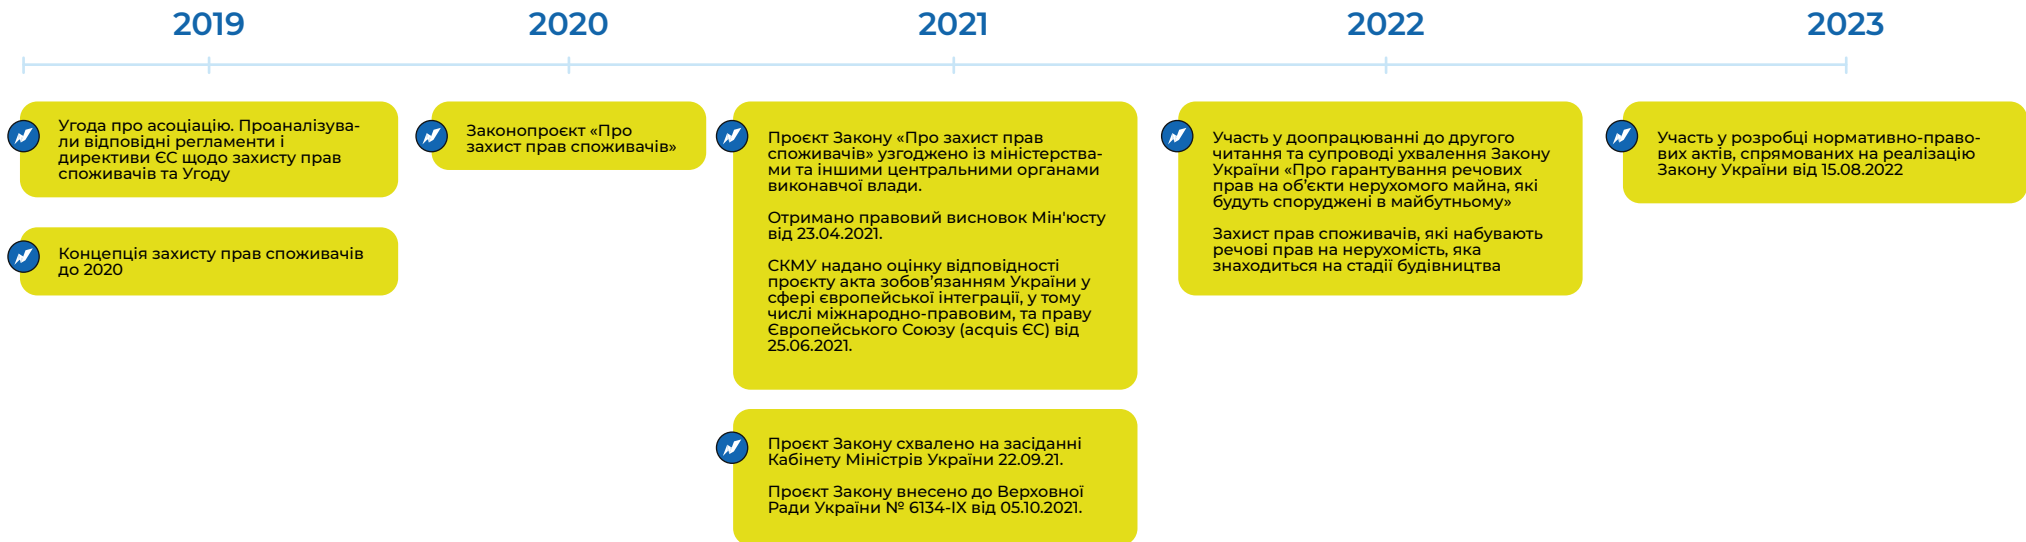 2019
2020
2021
2022
2023
Угода про асоціацію. Проаналізува-
ли відповідні регламенти і
директиви ЄС щодо захисту прав
споживачів та Угоду
Концепція захисту прав споживачів
до 2020
Законопроєкт «Про
захист прав споживачів»
Проєкт Закону «Про захист прав
споживачів» узгоджено із міністерства-
ми та іншими центральними органами
виконавчої влади.
Отримано правовий висновок Мін'юсту
від 23.04.2021.
СКМУ надано оцінку відповідності
проєкту акта зобов’язанням України у
сфері європейської інтеграції, у тому
числі міжнародно-правовим, та праву
Європейського Союзу (acquis ЄС) від
25.06.2021.
Проєкт Закону схвалено на засіданні
Кабінету Міністрів України 22.09.21.
Проєкт Закону внесено до Верховної
Ради України № 6134-IX від 05.10.2021.
Участь у доопрацюванні до другого
читання та супроводі ухвалення Закону
України «Про гарантування речових
прав на об’єкти нерухомого майна, які
будуть споруджені в майбутньому»
Захист прав споживачів, які набувають
речові прав на нерухомість, яка
знаходиться на стадії будівництва
Участь у розробці нормативно-право-
вих актів, спрямованих на реалізацію
Закону України від 15.08.2022